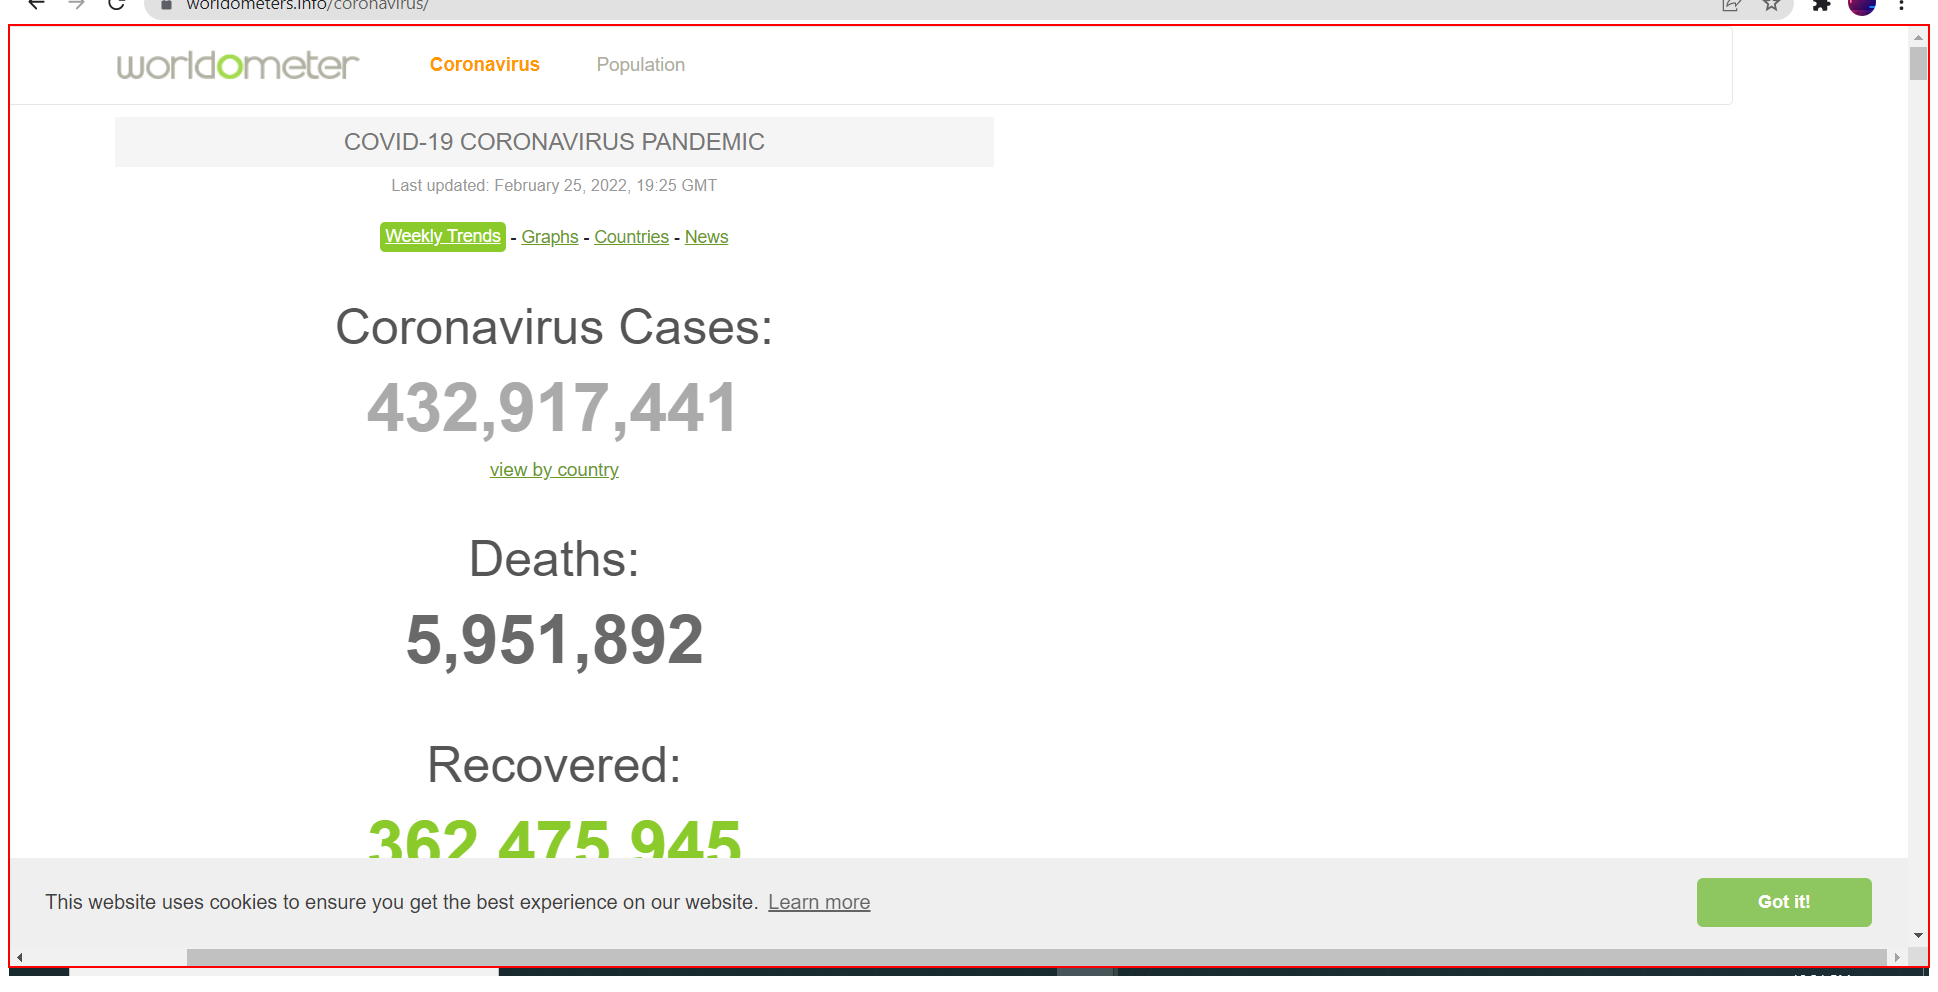 worldometers.info/coronavirus/
worldometer Coronavirus Population
COVID-19 CORONAVIRUS PANDEMIC
Last updated: February 25, 2022, 19:25 GMT
Weekly Trends - Graphs - Countries - News
Coronavirus Cases:
432,917,441
view by country
Deaths:
5,951,892
Recovered:
362,475,945
This website uses cookies to ensure you get the best experience on our website. Learn more
Got it!